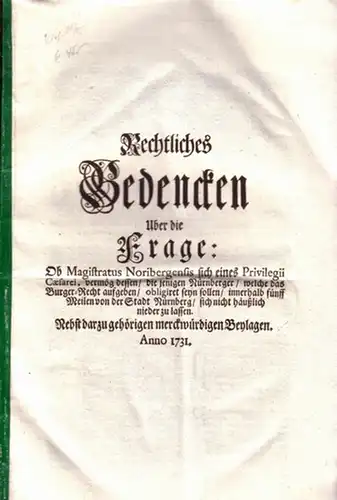 Rechtliches
Bedencken
Uber die
Frage:
Ob Magistratus Noribergensis sich eines Privilegii
Cæsarei, vermög dessen/ die jenigen Nürnberger/ welche das
Burger-Recht aufgeben/ obligiret seyn sollen/ innerhalb fünff
Meilen von der Stadt Nürnberg/ sich nicht häußlich
nieder zu lassen.
Nebst darzu gehörigen merckwürdigen Beylagen.
Anno 1731.